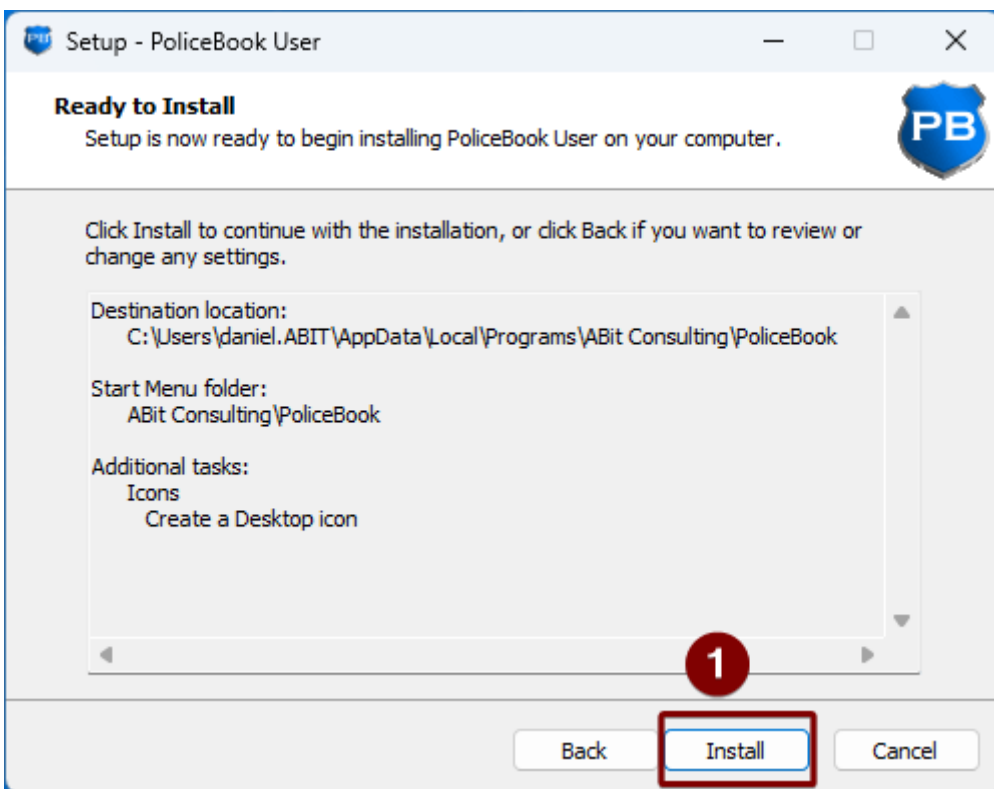 Setup - PoliceBook User
Ready to Install
Setup is now ready to begin installing PoliceBook User on your computer.
PB
Click Install to continue with the installation, or click Back if you want to review or
change any settings.
Destination location:
C:\Users\daniel.ABIT\AppData\Local\Programs\ABit Consulting\PoliceBook
Start Menu folder:
ABit Consulting\PoliceBook
Additional tasks:
Icons
Create a Desktop icon
1
Back Install Cancel